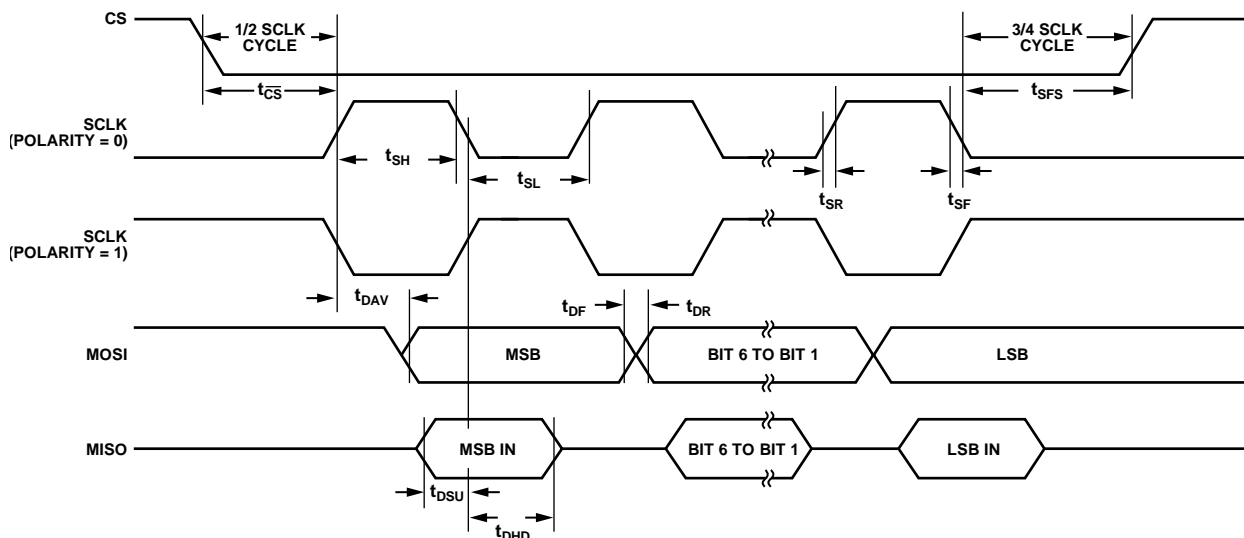 CS
1/2 SCLK
CYCLE
3/4 SCLK
CYCLE
tCS
tSFS
SCLK
(POLARITY = 0)
tSH
tSL
tSR
tSF
SCLK
(POLARITY = 1)
tDAV
tDF
tDR
MOSI
MSB
BIT 6 TO BIT 1
LSB
MISO
MSB IN
BIT 6 TO BIT 1
LSB IN
tDSU
tDHD